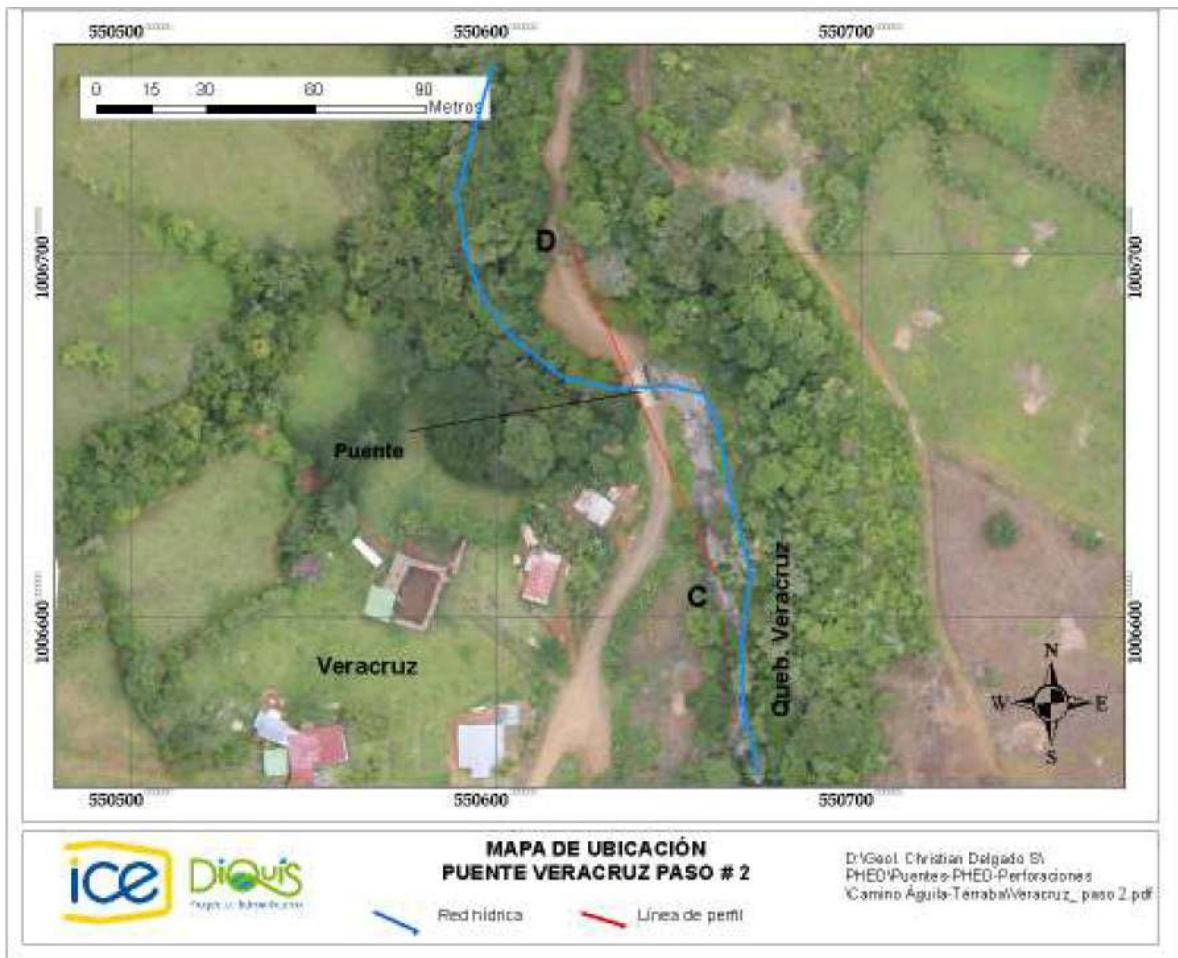 550500 550600 550700
0 15 30 60 90
Metros
1006700 1006700
D
Puente
C
Queb. Veracruz
1006600 1006600
Veracruz
N
W E
S
550500 550600 550700
ice DiQuis
MAPA DE UBICACIÓN
PUENTE VERACRUZ PASO # 2
Red hídrica Línea de perfil
D:\Geol. Christian Delgado S\
PHED\Puentes-PHED-Perforaciones
\Camino Águila-Térraba\Veracruz_ paso 2.pdf